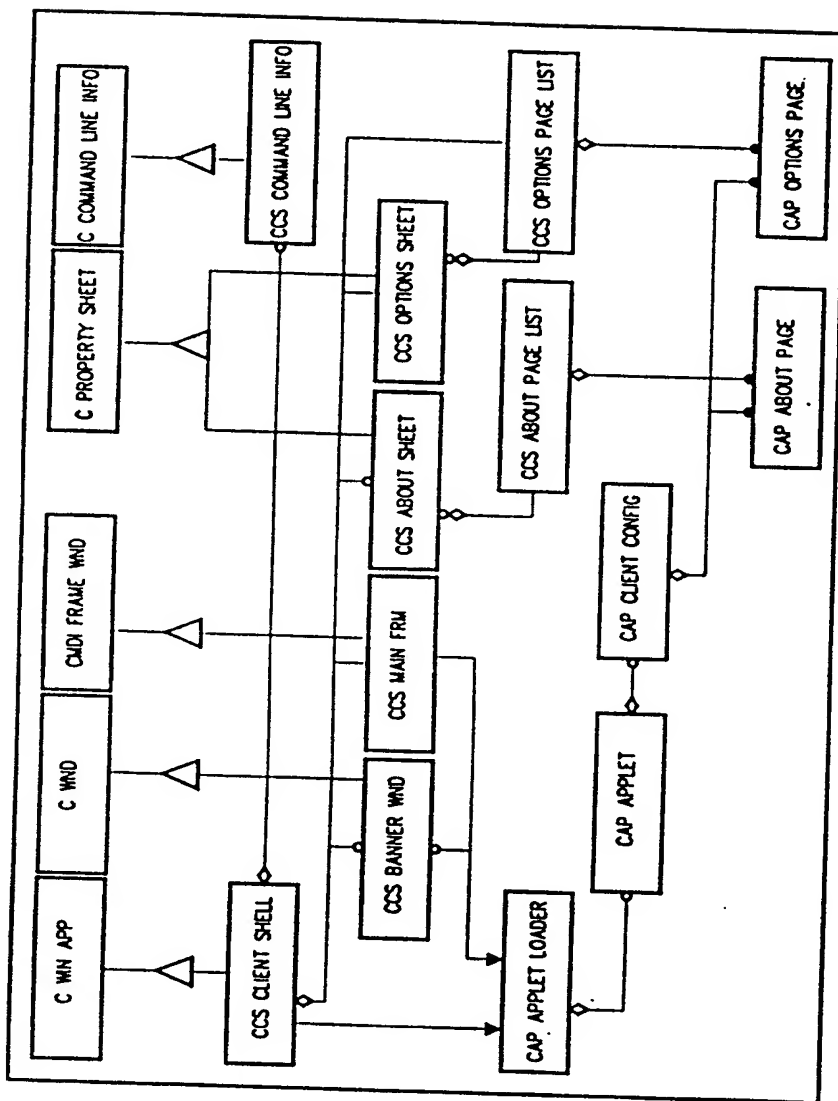 C WIN APP
C WND
CMDI FRAME WND
C PROPERTY SHEET
C COMMAND LINE INFO
CCS CLIENT SHELL
CCS COMMAND LINE INFO
CCS BANNER WND
CCS MAIN FRM
CCS ABOUT SHEET
CCS OPTIONS SHEET
CCS ABOUT PAGE LIST
CCS OPTIONS PAGE LIST
CAP APPLET LOADER
CAP APPLET
CAP CLIENT CONFIG
CAP ABOUT PAGE
CAP OPTIONS PAGE.